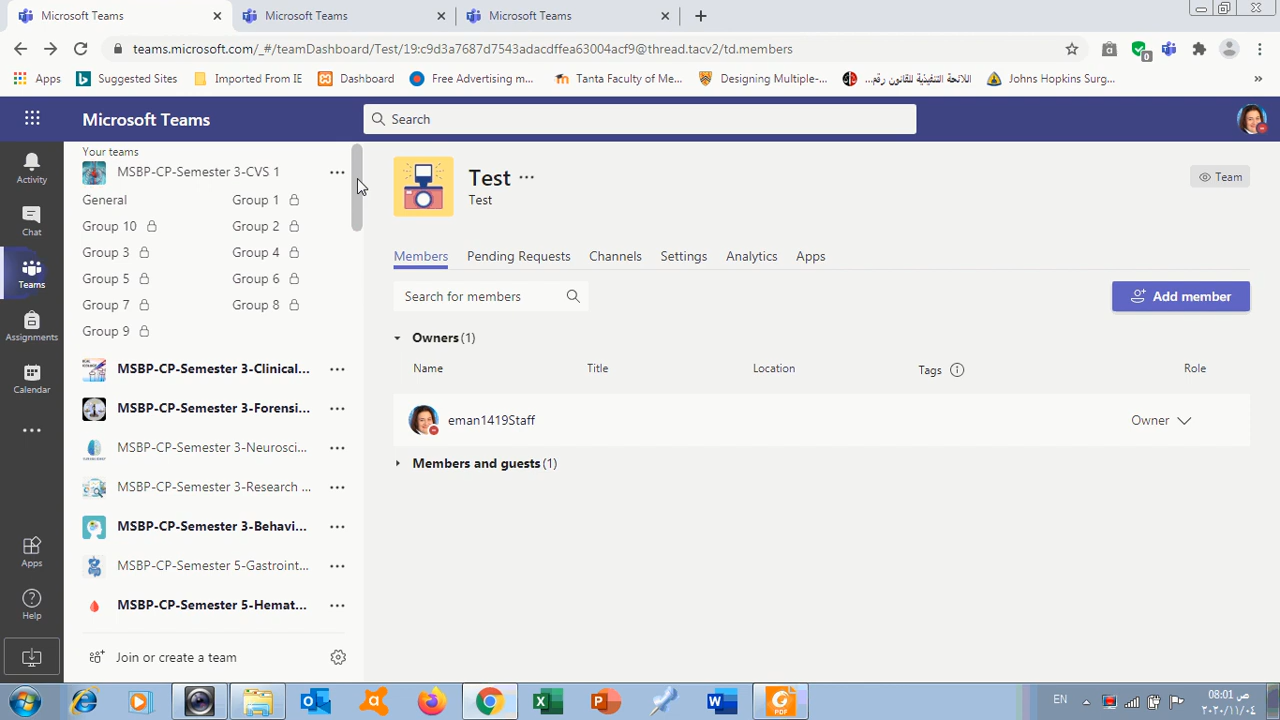 Microsoft Teams
Microsoft Teams
Microsoft Teams
teams.microsoft.com/_#/teamDashboard/Test/19:c9d3a7687d7543adacdffea63004acf9@thread.tacv2/td.members
0
Apps
Suggested Sites
Imported From IE
Dashboard
Free Advertising m...
Tanta Faculty of Me...
Designing Multiple-...
اللائحة التنفيذية للقانون رقم...
Johns Hopkins Surg...
»
Microsoft Teams
Search
Activity
Chat
Teams
Assignments
Calendar
Apps
Help
Your teams
MSBP-CP-Semester 3-CVS 1
General
Group 1
Group 10
Group 2
Group 3
Group 4
Group 5
Group 6
Group 7
Group 8
Group 9
MSBP-CP-Semester 3-Clinical...
MSBP-CP-Semester 3-Forensi...
MSBP-CP-Semester 3-Neurosci...
MSBP-CP-Semester 3-Research ...
MSBP-CP-Semester 3-Behavi...
MSBP-CP-Semester 5-Gastroint...
MSBP-CP-Semester 5-Hemat...
Join or create a team
Test
Test
Team
Members
Pending Requests
Channels
Settings
Analytics
Apps
Search for members
Add member
Owners (1)
Name
Title
Location
Tags
Role
eman1419Staff
Owner
Members and guests (1)
PDF
EN
08:01 ص
٢٠٢٠/١١/٠٤